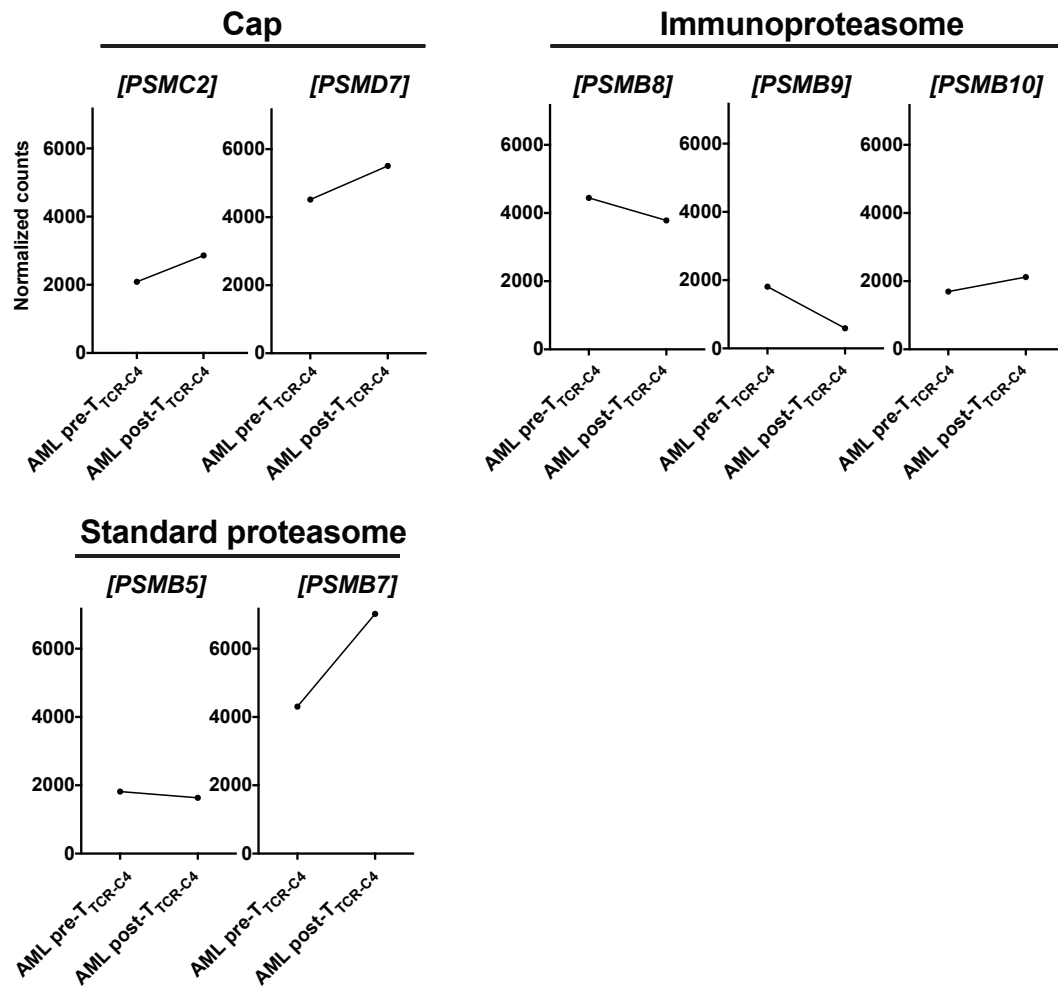 Cap
Immunoproteasome
[PSMC2]
[PSMD7]
[PSMB8]
[PSMB9]
[PSMB10]
Normalized counts
6000
4000
2000
0
6000
4000
2000
0
6000
4000
2000
0
6000
4000
2000
0
6000
4000
2000
0
AML pre-TTCR-C4
AML post-TTCR-C4
AML pre-TTCR-C4
AML post-TTCR-C4
AML pre-TTCR-C4
AML post-TTCR-C4
AML pre-TTCR-C4
AML post-TTCR-C4
AML pre-TTCR-C4
AML post-TTCR-C4
Standard proteasome
[PSMB5]
[PSMB7]
6000
4000
2000
0
6000
4000
2000
0
AML pre-TTCR-C4
AML post-TTCR-C4
AML pre-TTCR-C4
AML post-TTCR-C4